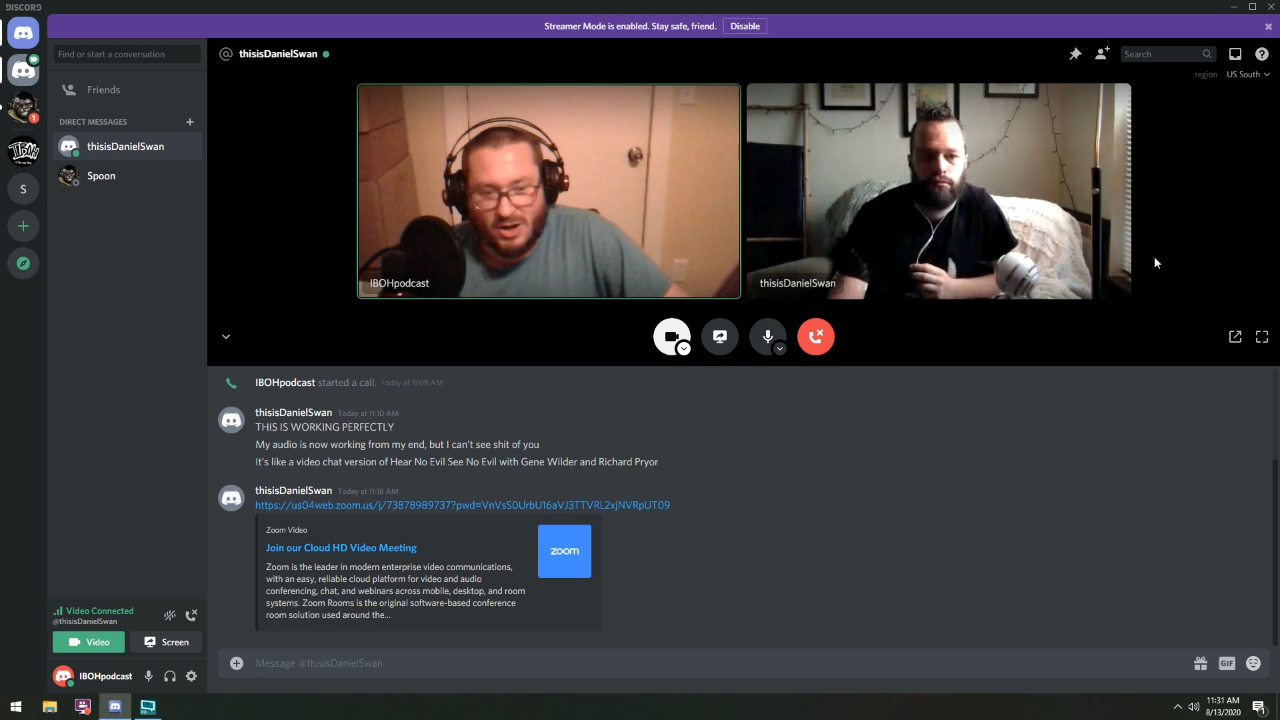 DISCORD
Streamer Mode is enabled. Stay safe, friend. Disable
Find or start a conversation
Friends
DIRECT MESSAGES
thisisDanielSwan
Spoon
1
IBOH
S
@ thisisDanielSwan
Search
region US South
IBOHpodcast
thisisDanielSwan
IBOHpodcast started a call. Today at 11:08 AM
thisisDanielSwan Today at 11:10 AM
THIS IS WORKING PERFECTLY
My audio is now working from my end, but I can't see shit of you
It's like a video chat version of Hear No Evil See No Evil with Gene Wilder and Richard Pryor
thisisDanielSwan Today at 11:18 AM
https://us04web.zoom.us/j/73878989737?pwd=VnVsS0UrbU16aVJ3TTVRL2xjNVRpUT09
Zoom Video
Join our Cloud HD Video Meeting
zoom
Zoom is the leader in modern enterprise video communications,
with an easy, reliable cloud platform for video and audio
conferencing, chat, and webinars across mobile, desktop, and room
systems. Zoom Rooms is the original software-based conference
room solution used around the...
Video Connected
@thisisDanielSwan
Video
Screen
IBOHpodcast
Message @thisisDanielSwan
GIF
11:31 AM
8/13/2020
1